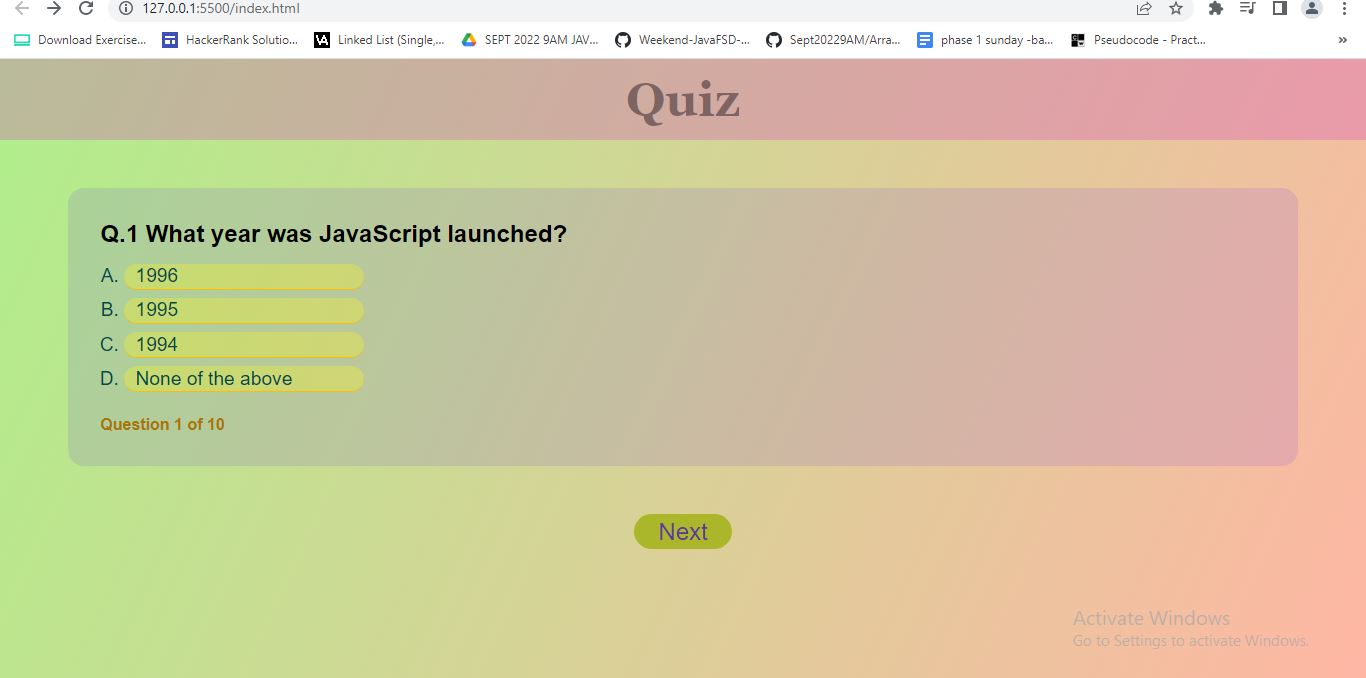 127.0.0.1:5500/index.html
Download Exercise... HackerRank Solutio... Linked List (Single,... SEPT 2022 9AM JAV... Weekend-JavaFSD-... Sept20229AM/Arra... phase 1 sunday -ba... Pseudocode - Pract... »
Quiz
Q.1 What year was JavaScript launched?
A. 1996
B. 1995
C. 1994
D. None of the above
Question 1 of 10
Next
Activate Windows
Go to Settings to activate Windows.